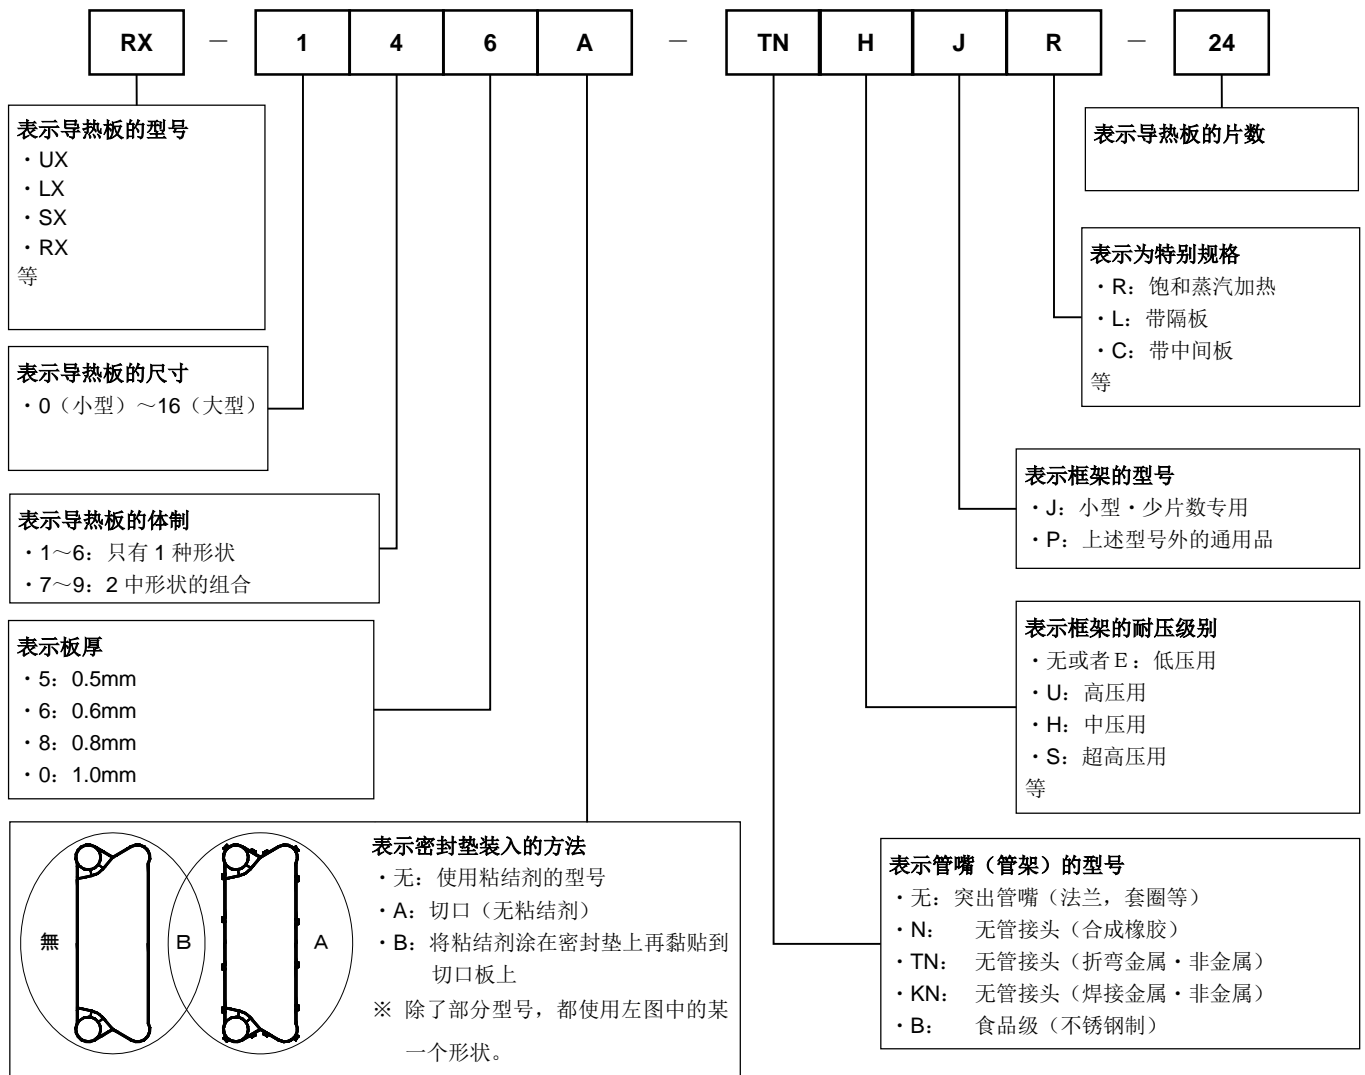 RX － 1 4 6 A － TN H J R － 24
表示导热板的型号
・UX
・LX
・SX
・RX
等
表示导热板的尺寸
・0（小型）～16（大型）
表示导热板的体制
・1～6：只有 1 种形状
・7～9：2 中形状的组合
表示板厚
・5：0.5mm
・6：0.6mm
・8：0.8mm
・0：1.0mm
無 B A
表示密封垫装入的方法
・无：使用粘结剂的型号
・A：切口（无粘结剂）
・B：将粘结剂涂在密封垫上再黏贴到
切口板上
※ 除了部分型号，都使用左图中的某
一个形状。
表示导热板的片数
表示为特别规格
・R：饱和蒸汽加热
・L：带隔板
・C：带中间板
等
表示框架的型号
・J：小型・少片数专用
・P：上述型号外的通用品
表示框架的耐压级别
・无或者Ｅ：低压用
・U：高压用
・H：中压用
・S：超高压用
等
表示管嘴（管架）的型号
・无：突出管嘴（法兰，套圈等）
・N： 无管接头（合成橡胶）
・TN： 无管接头（折弯金属・非金属）
・KN： 无管接头（焊接金属・非金属）
・B： 食品级（不锈钢制）